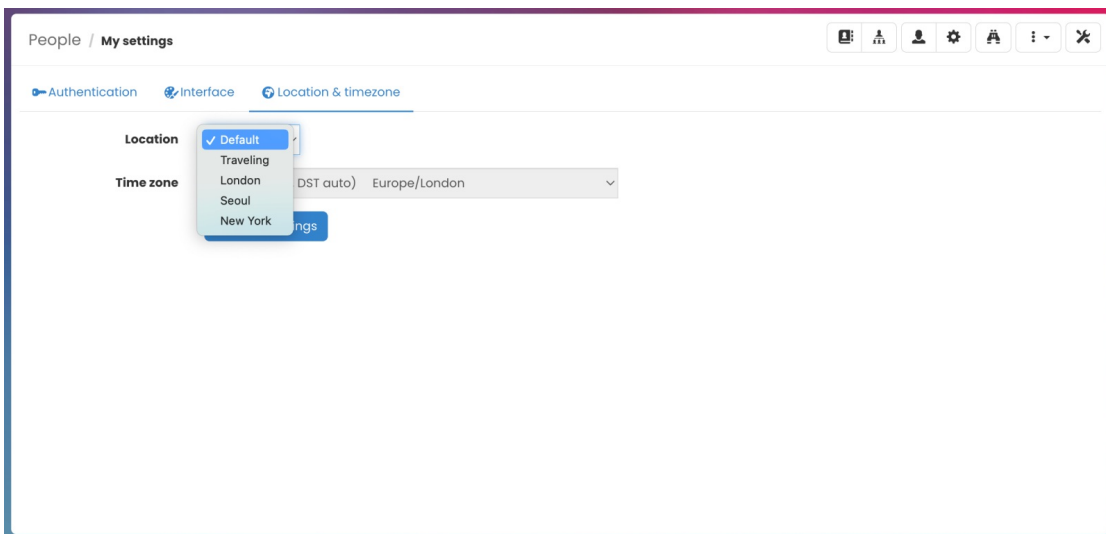 People / My settings
Authentication Interface Location & timezone
Location
✓ Default
Traveling
London
Seoul
New York
Time zone DST auto) Europe/London
ngs